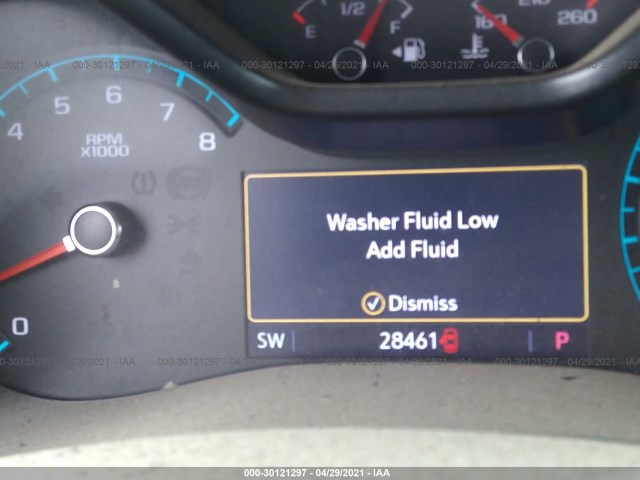 1/2
E
F
160
210
260
000-30121297 - 04/29/2021 - IAA
4
5
6
7
8
RPM
X1000
0
Washer Fluid Low
Add Fluid
Dismiss
SW
28461
P
000-30121297 - 04/29/2021 - IAA